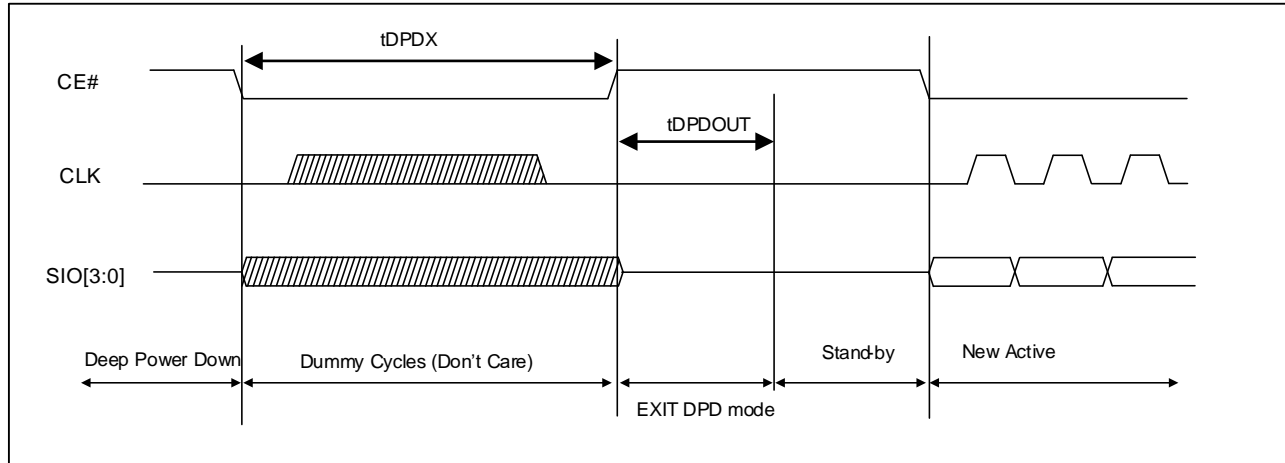 tDPDX
CE#
tDPDOUT
CLK
SIO[3:0]
Deep Power Down
Dummy Cycles (Don't Care)
Stand-by
New Active
EXIT DPD mode